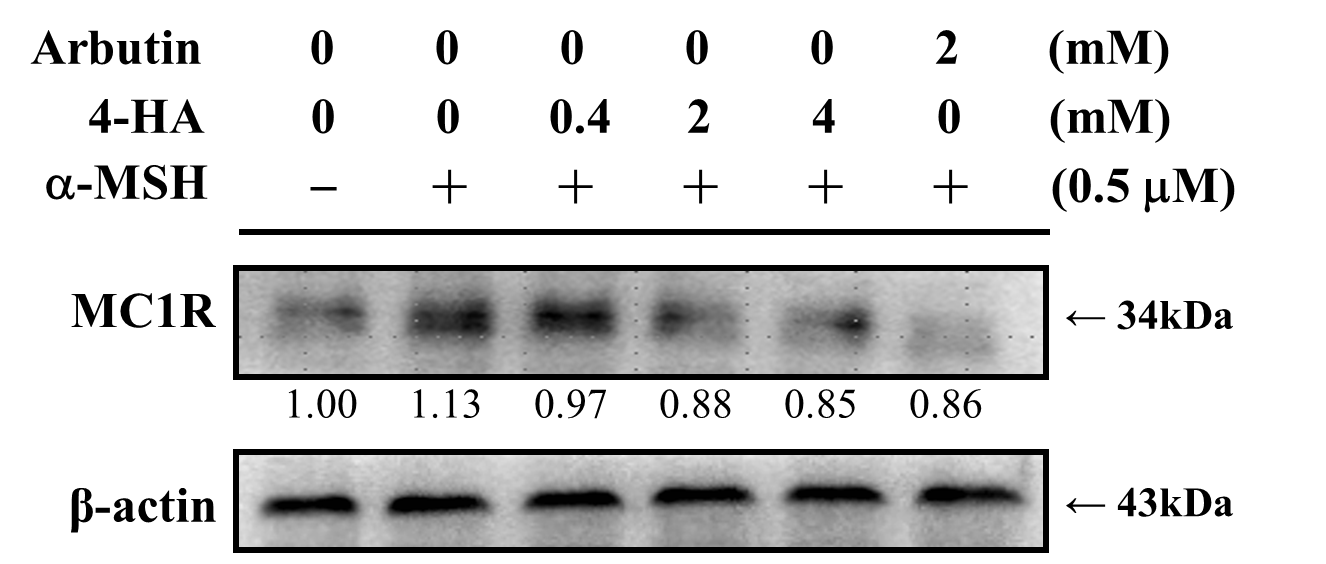 Arbutin 0 0 0 0 0 2 (mM)
4-HA 0 0 0.4 2 4 0 (mM)
α-MSH – + + + + + (0.5 μM)
MC1R ← 34kDa
1.00 1.13 0.97 0.88 0.85 0.86
β-actin ← 43kDa